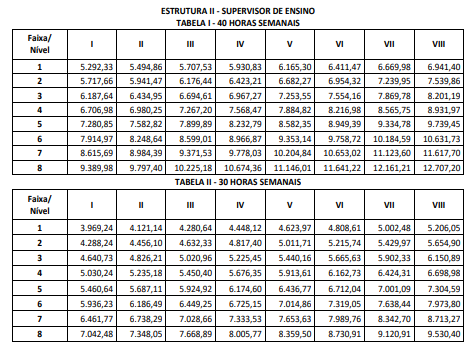 ESTRUTURA II - SUPERVISOR DE ENSINO
TABELA I - 40 HORAS SEMANAIS
Faixa/ Nível I II III IV V VI VII VIII
1 5.292,33 5.494,86 5.707,53 5.930,83 6.165,30 6.411,47 6.669,98 6.941,40
2 5.717,66 5.941,47 6.176,44 6.423,21 6.682,27 6.954,32 7.239,95 7.539,86
3 6.187,64 6.434,95 6.694,61 6.967,27 7.253,55 7.554,16 7.869,78 8.201,19
4 6.706,98 6.980,25 7.267,20 7.568,47 7.884,82 8.216,98 8.565,75 8.931,97
5 7.280,85 7.582,82 7.899,89 8.232,79 8.582,35 8.949,39 9.334,78 9.739,45
6 7.914,97 8.248,64 8.599,01 8.966,87 9.353,14 9.758,72 10.184,59 10.631,73
7 8.615,69 8.984,39 9.371,53 9.778,03 10.204,84 10.653,02 11.123,60 11.617,70
8 9.389,98 9.797,40 10.225,18 10.674,36 11.146,01 11.641,22 12.161,21 12.707,20
TABELA II - 30 HORAS SEMANAIS
Faixa/ Nível I II III IV V VI VII VIII
1 3.969,24 4.121,14 4.280,64 4.448,12 4.623,97 4.808,61 5.002,48 5.206,05
2 4.288,24 4.456,10 4.632,33 4.817,40 5.011,71 5.215,74 5.429,97 5.654,90
3 4.640,73 4.826,21 5.020,96 5.225,45 5.440,16 5.665,63 5.902,33 6.150,89
4 5.030,24 5.235,18 5.450,40 5.676,35 5.913,61 6.162,73 6.424,31 6.698,98
5 5.460,64 5.687,11 5.924,92 6.174,60 6.436,77 6.712,04 7.001,09 7.304,59
6 5.936,23 6.186,49 6.449,25 6.725,14 7.014,86 7.319,05 7.638,44 7.973,80
7 6.461,77 6.738,29 7.028,66 7.333,53 7.653,63 7.989,76 8.342,70 8.713,27
8 7.042,48 7.348,05 7.668,89 8.005,77 8.359,50 8.730,91 9.120,91 9.530,40